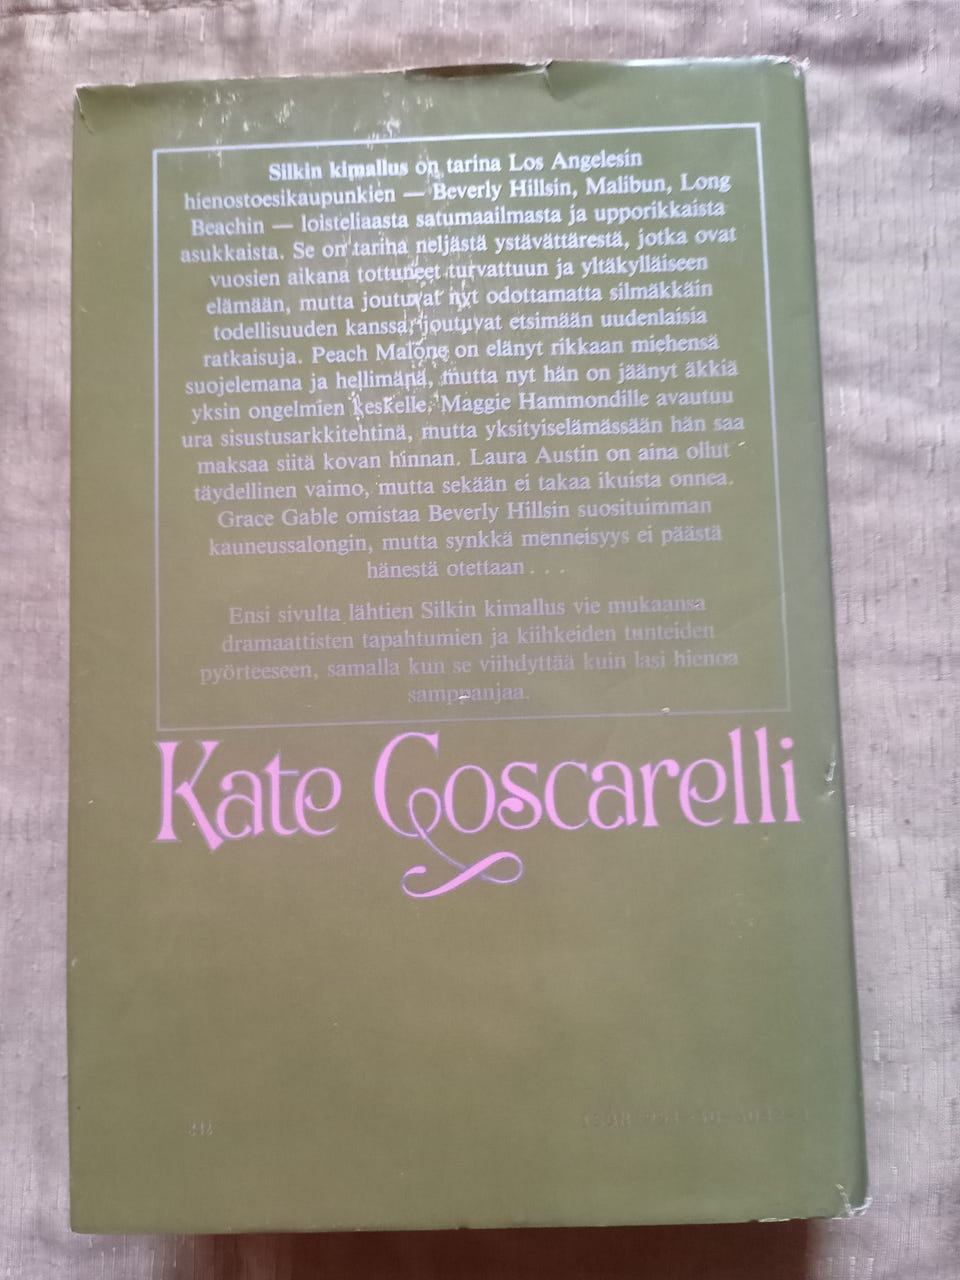 Silkin kimallus on tarina Los Angelesin
hienostoesikaupunkien — Beverly Hillsin, Malibun, Long
Beachin — loisteliaasta satumaailmasta ja upporikkaista
asukkaista. Se on tarina neljästä ystävättärestä, jotka ovat
vuosien aikana tottuneet turvattuun ja yltäkylläiseen
elämään, mutta joutuvat nyt odottamatta silmäkkäin
todellisuuden kanssa, joutuvat etsimään uudenlaisia
ratkaisuja. Peach Malone on elänyt rikkaan miehensä
suojelemana ja hellimänä, mutta nyt hän on jäänyt äkkiä
yksin ongelmien keskelle. Maggie Hammondille avautuu
ura sisustusarkkitehtinä, mutta yksityiselämässään hän saa
maksaa siitä kovan hinnan. Laura Austin on aina ollut
täydellinen vaimo, mutta sekään ei takaa ikuista onnea.
Grace Gable omistaa Beverly Hillsin suosituimman
kauneussalongin, mutta synkkä menneisyys ei päästä
hänestä otettaan . . .
Ensi sivulta lähtien Silkin kimallus vie mukaansa
dramaattisten tapahtumien ja kiihkeiden tunteiden
pyörteeseen, samalla kun se viihdyttää kuin lasi hienoa
samppanjaa.
Kate Coscarelli
ISBN